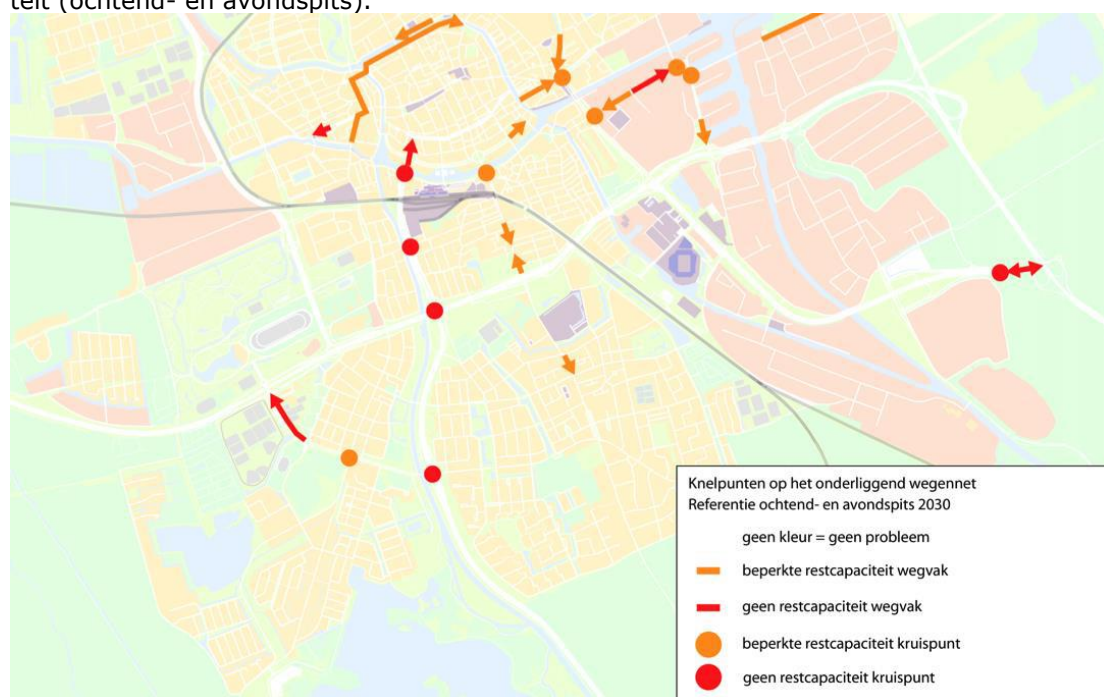 teit (ochtend- en avondspits).
Knelpunten op het onderliggend wegennet
Referentie ochtend- en avondspits 2030
geen kleur = geen probleem
beperkte restcapaciteit wegvak
geen restcapaciteit wegvak
beperkte restcapaciteit kruispunt
geen restcapaciteit kruispunt